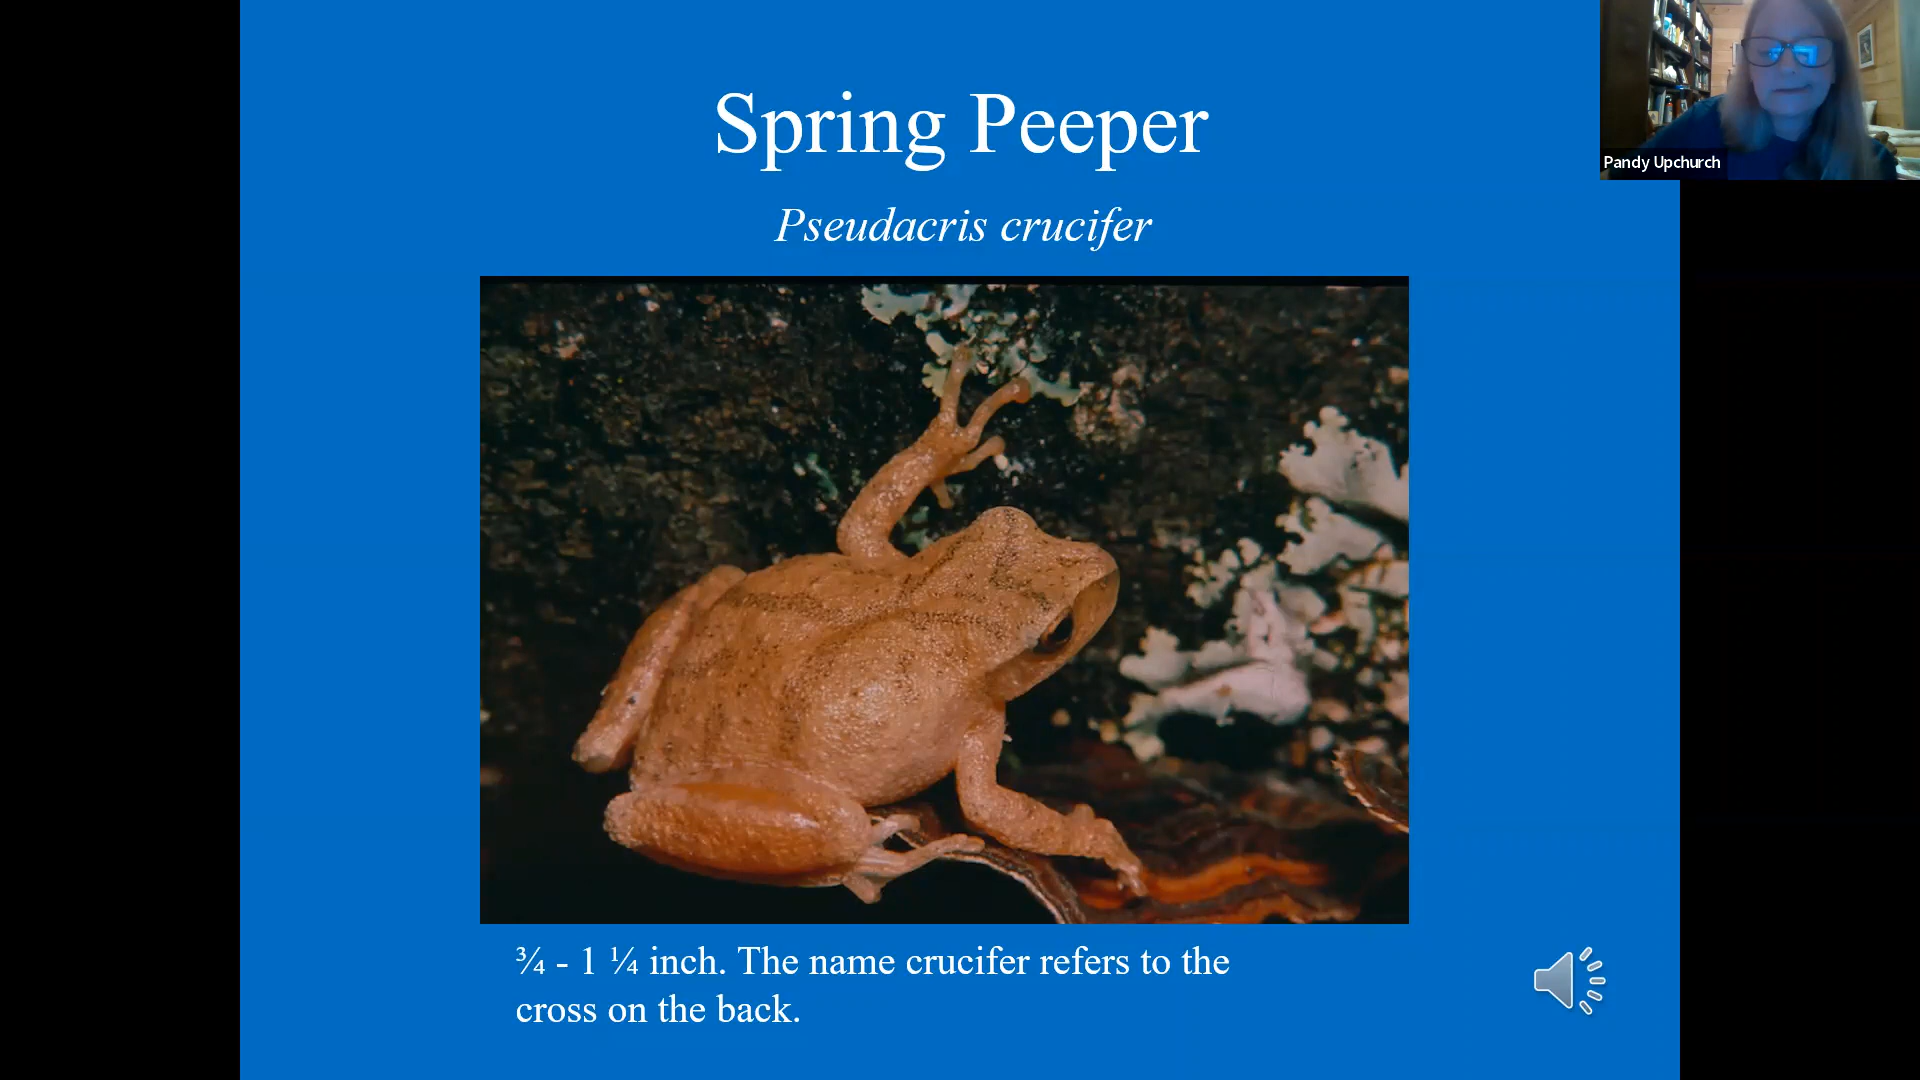 Spring Peeper
Pandy Upchurch
Pseudacris crucifer
¾ - 1 ¼ inch. The name crucifer refers to the
cross on the back.